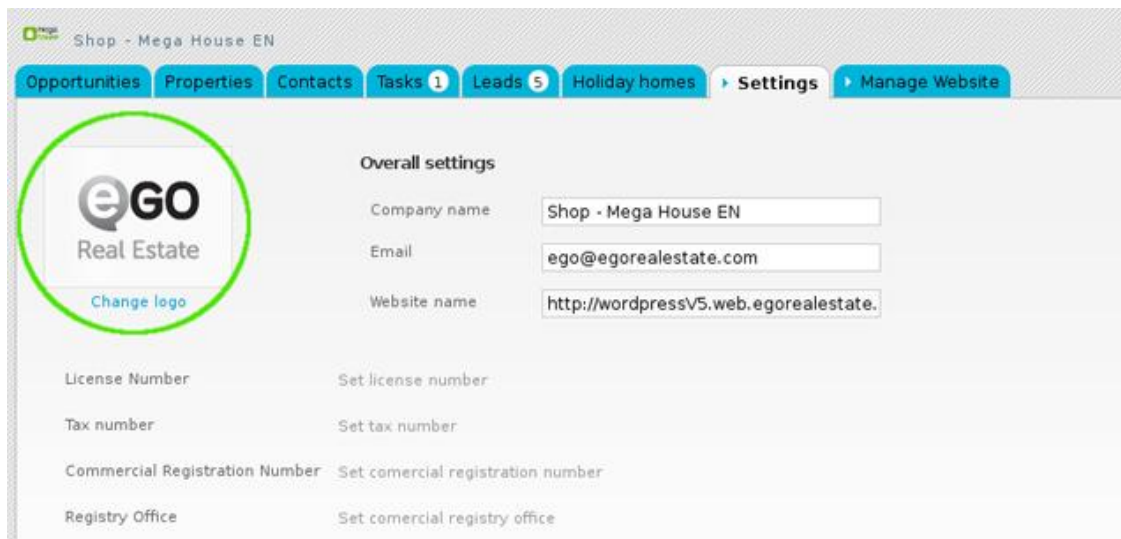 Mega House
Shop - Mega House EN
Opportunities Properties Contacts Tasks 1 Leads 5 Holiday homes Settings Manage Website
eGO
Real Estate
Change logo
Overall settings
Company name Shop - Mega House EN
Email ego@egorealestate.com
Website name http://wordpressV5.web.egorealestate.
License Number Set license number
Tax number Set tax number
Commercial Registration Number Set comercial registration number
Registry Office Set comercial registry office